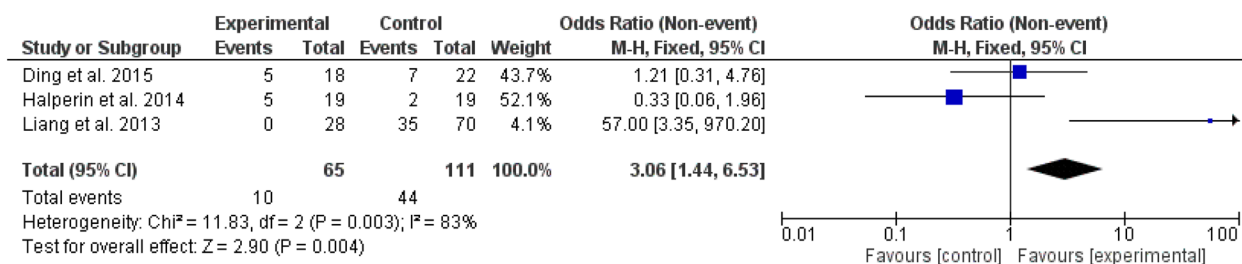 Experimental Control Odds Ratio (Non-event) Odds Ratio (Non-event)
Study or Subgroup Events Total Events Total Weight M-H, Fixed, 95% CI M-H, Fixed, 95% CI
Ding et al. 2015 5 18 7 22 43.7% 1.21 [0.31, 4.76]
Halperin et al. 2014 5 19 2 19 52.1% 0.33 [0.06, 1.96]
Liang et al. 2013 0 28 35 70 4.1% 57.00 [3.35, 970.20]
Total (95% CI) 65 111 100.0% 3.06 [1.44, 6.53]
Total events 10 44
Heterogeneity: Chi² = 11.83, df = 2 (P = 0.003); I² = 83%
Test for overall effect: Z = 2.90 (P = 0.004)
0.01 0.1 1 10 100
Favours [control] Favours [experimental]